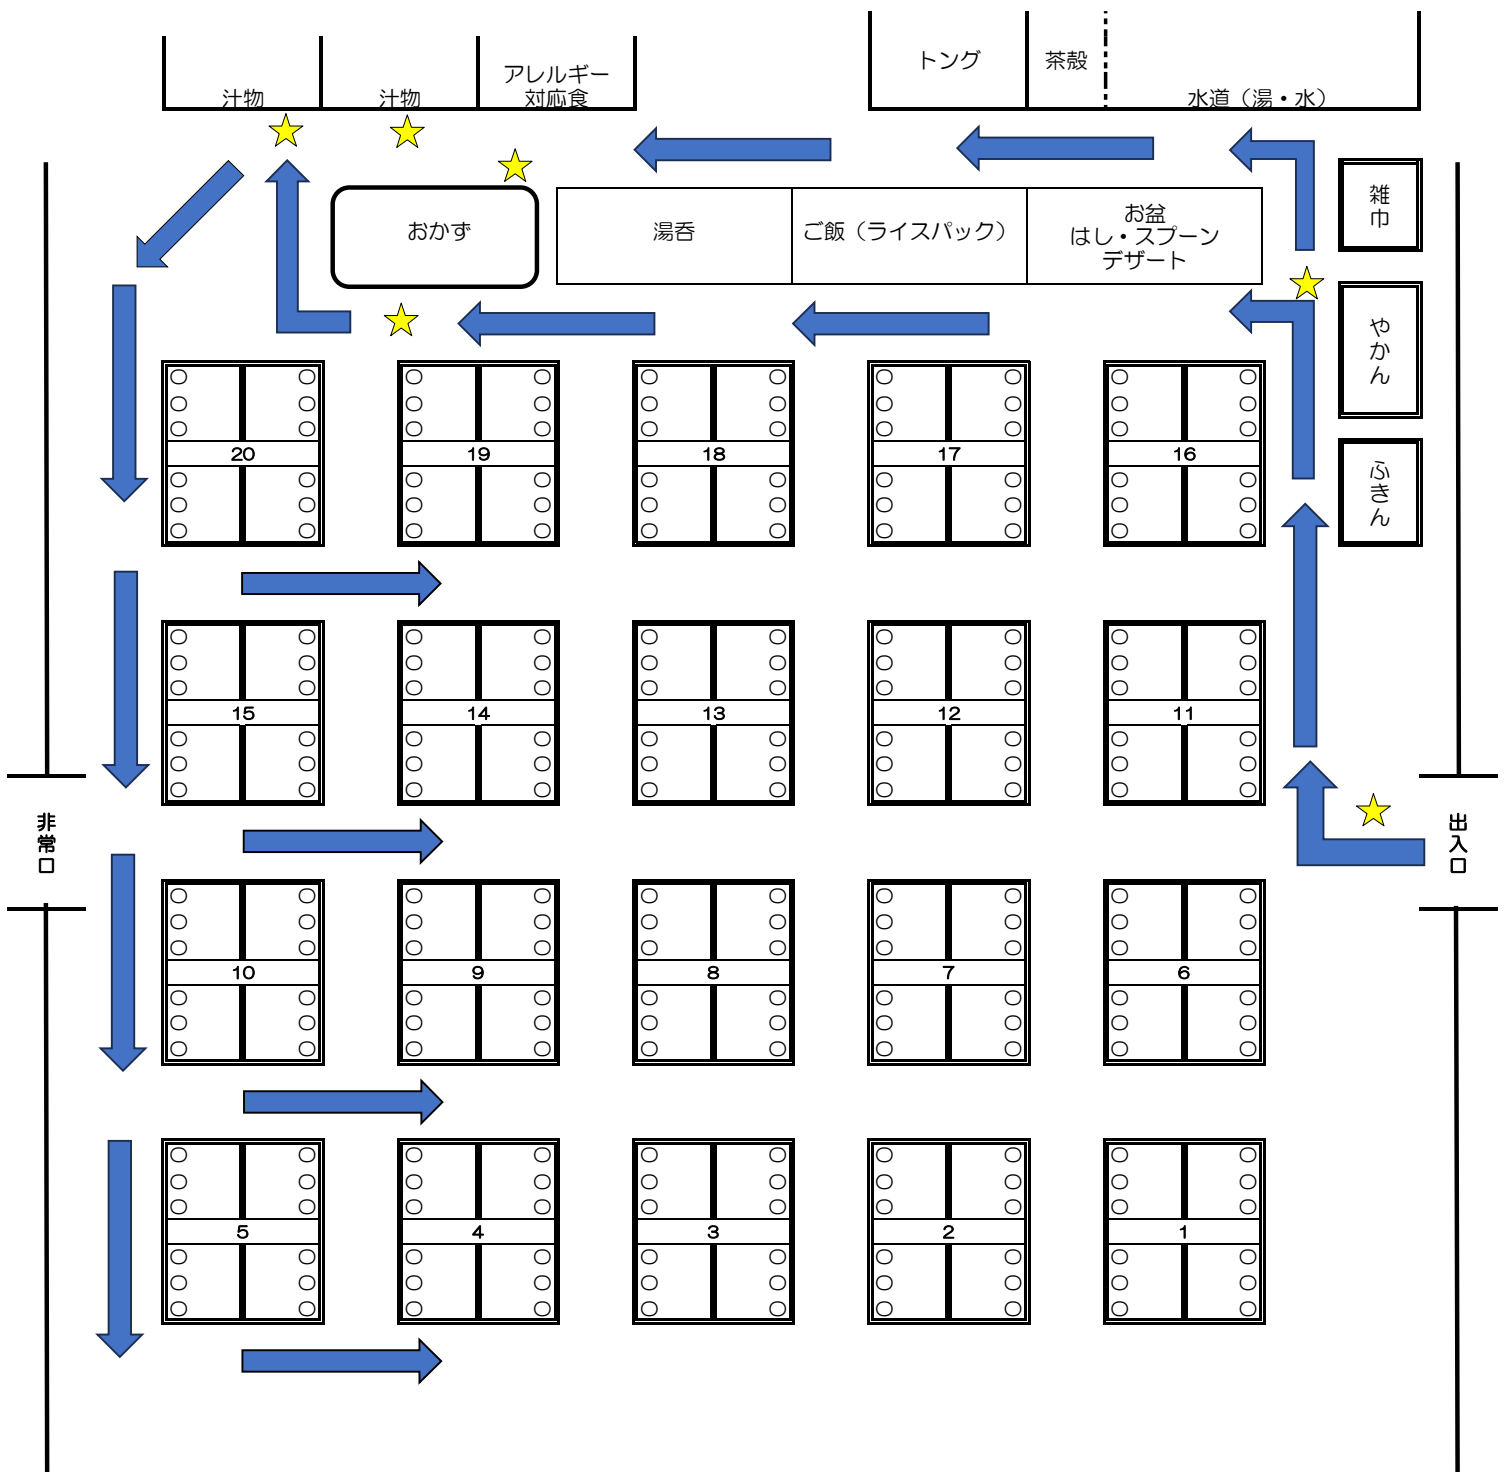 トング
茶殻
アレルギー
対応食
汁物
汁物
水道（湯・水）
雑巾
おかず
湯呑
ご飯（ライスパック）
お盆
はし・スプーン
デザート
やかん
ふきん
20
19
18
17
16
15
14
13
12
11
非常口
出入口
10
9
8
7
6
5
4
3
2
1